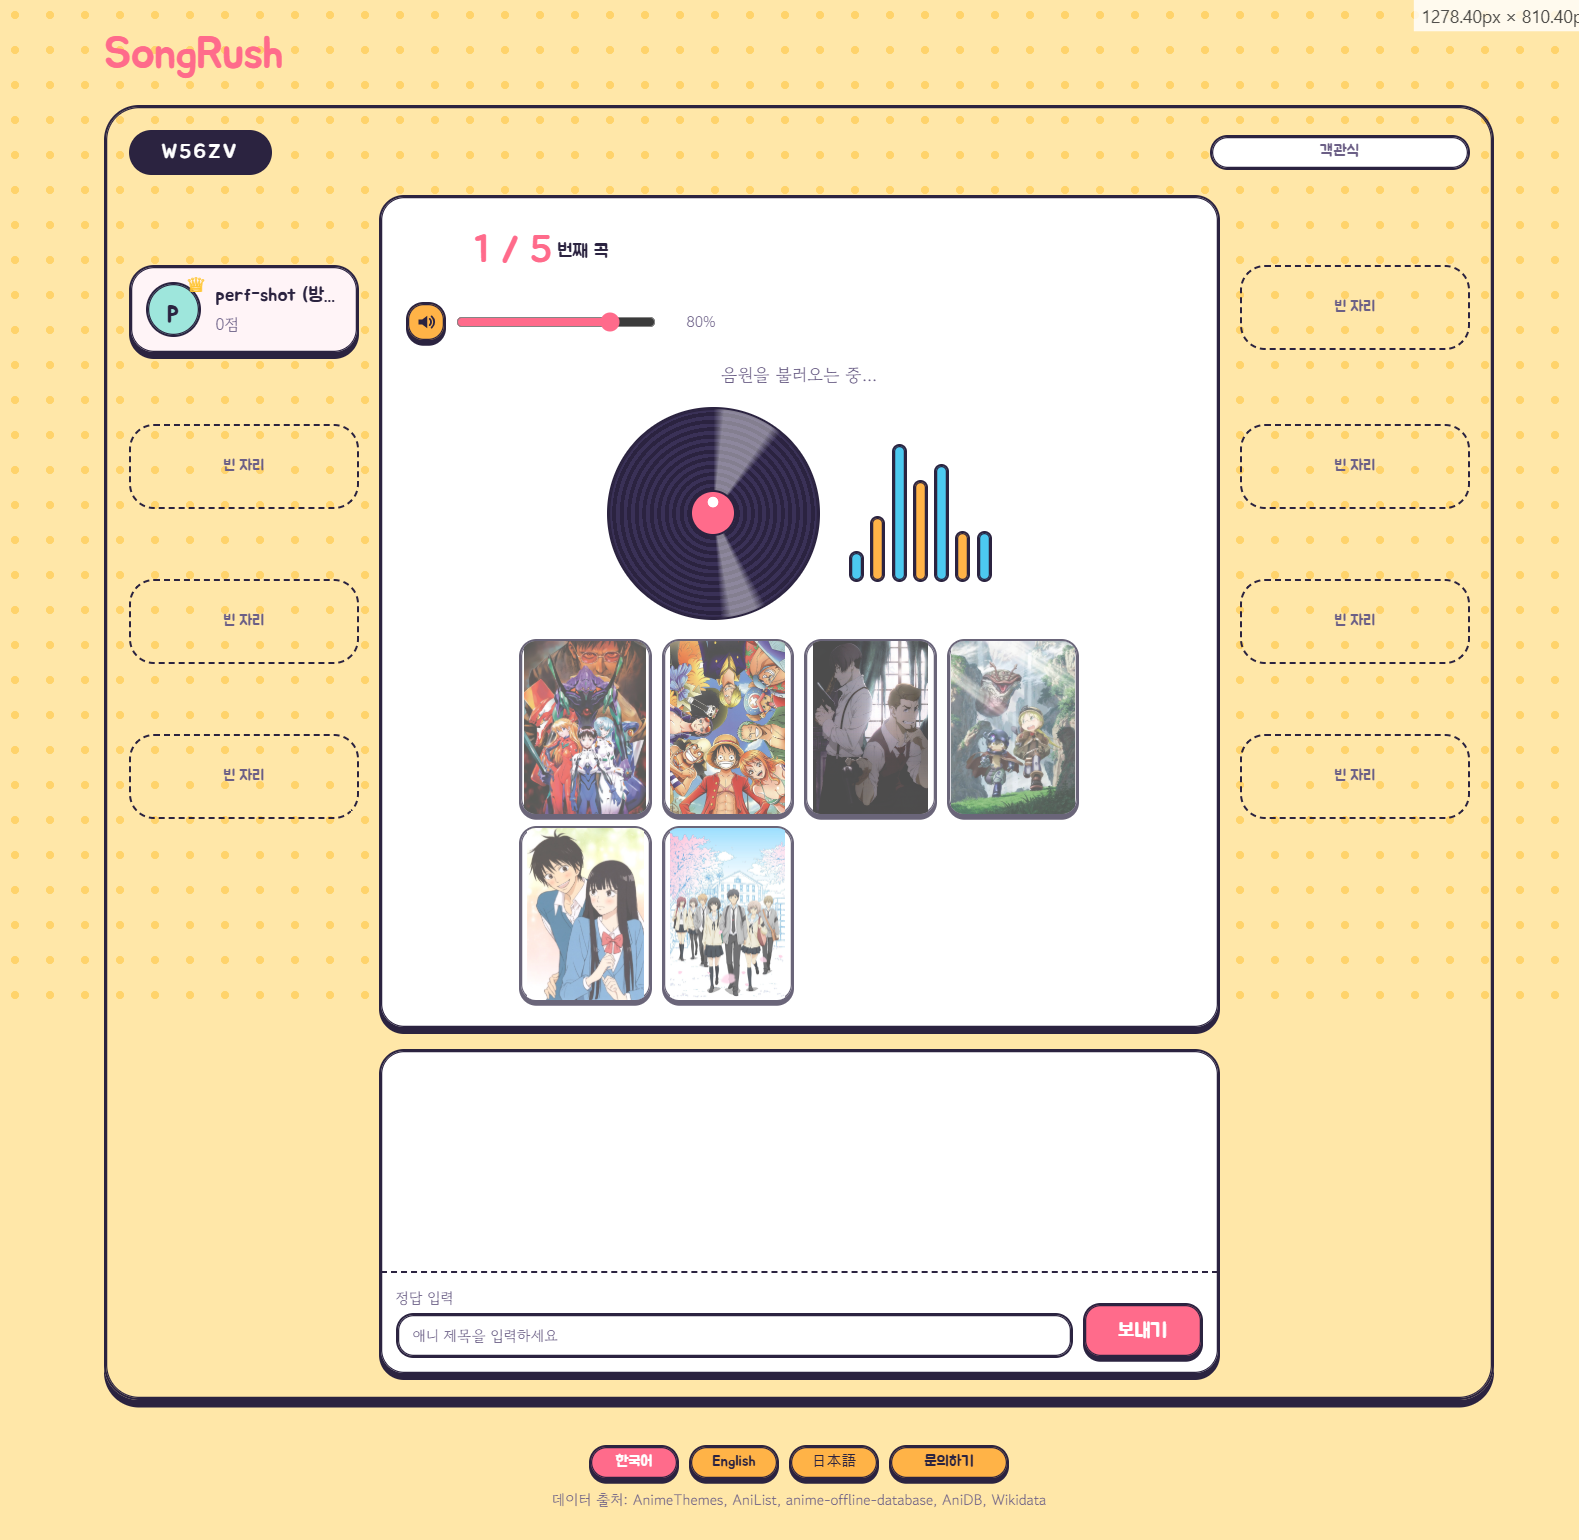 1278.40px × 810.40p
SongRush
W56ZV
객관식
1 / 5 번째 곡
perf-shot (방...
0점
P
80%
음원을 불러오는 중...
빈 자리
빈 자리
빈 자리
빈 자리
빈 자리
빈 자리
빈 자리
정답 입력
애니 제목을 입력하세요
보내기
한국어
English
日本語
문의하기
데이터 출처: AnimeThemes, AniList, anime-offline-database, AniDB, Wikidata